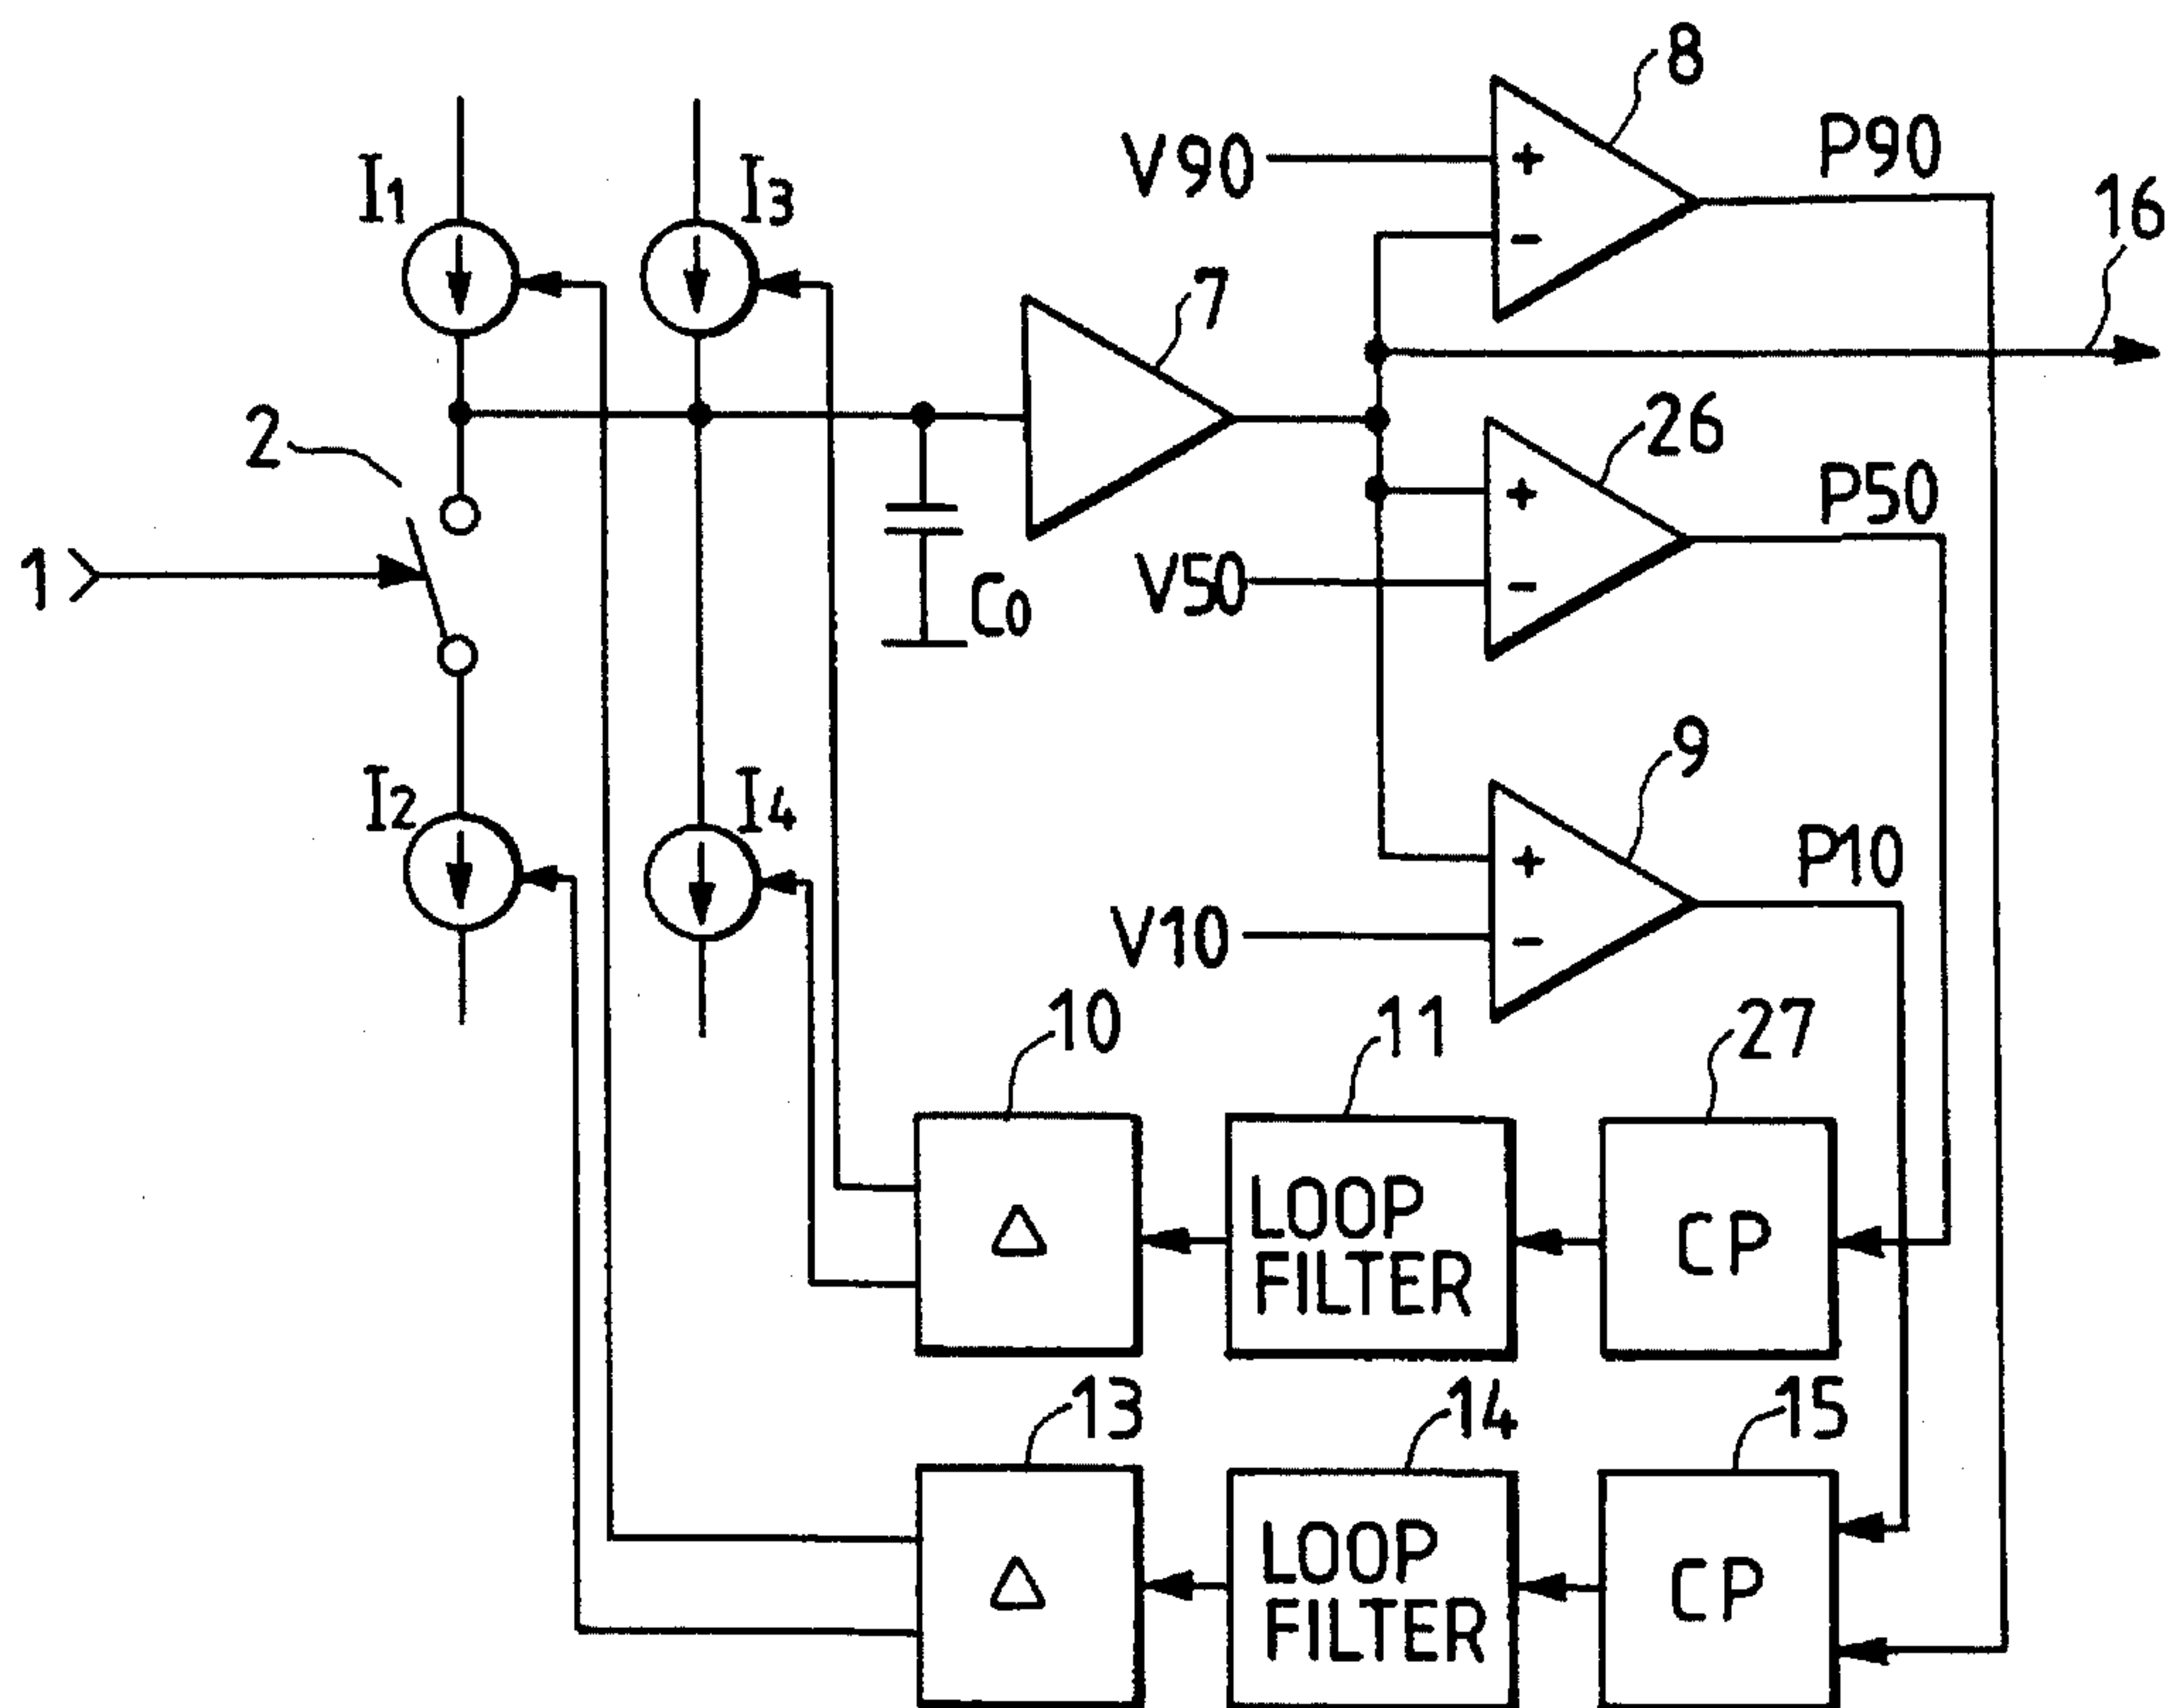 8
V90
+
-
P90
16
I1
I3
7
2
26
+
-
P50
1
V50
C0
I2
I4
9
+
-
P10
V10
10
11
27
Δ
LOOP
FILTER
CP
13
14
15
Δ
LOOP
FILTER
CP